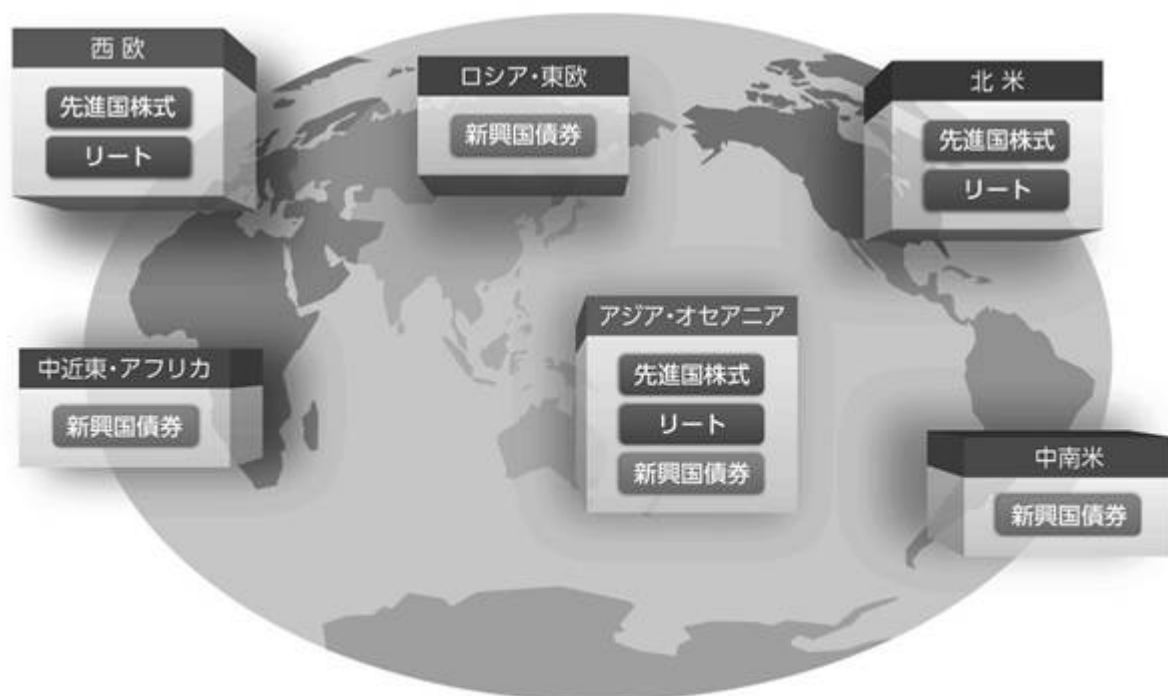 西欧
先進国株式
リート
ロシア・東欧
新興国債券
北米
先進国株式
リート
中近東・アフリカ
新興国債券
アジア・オセアニア
先進国株式
リート
新興国債券
中南米
新興国債券